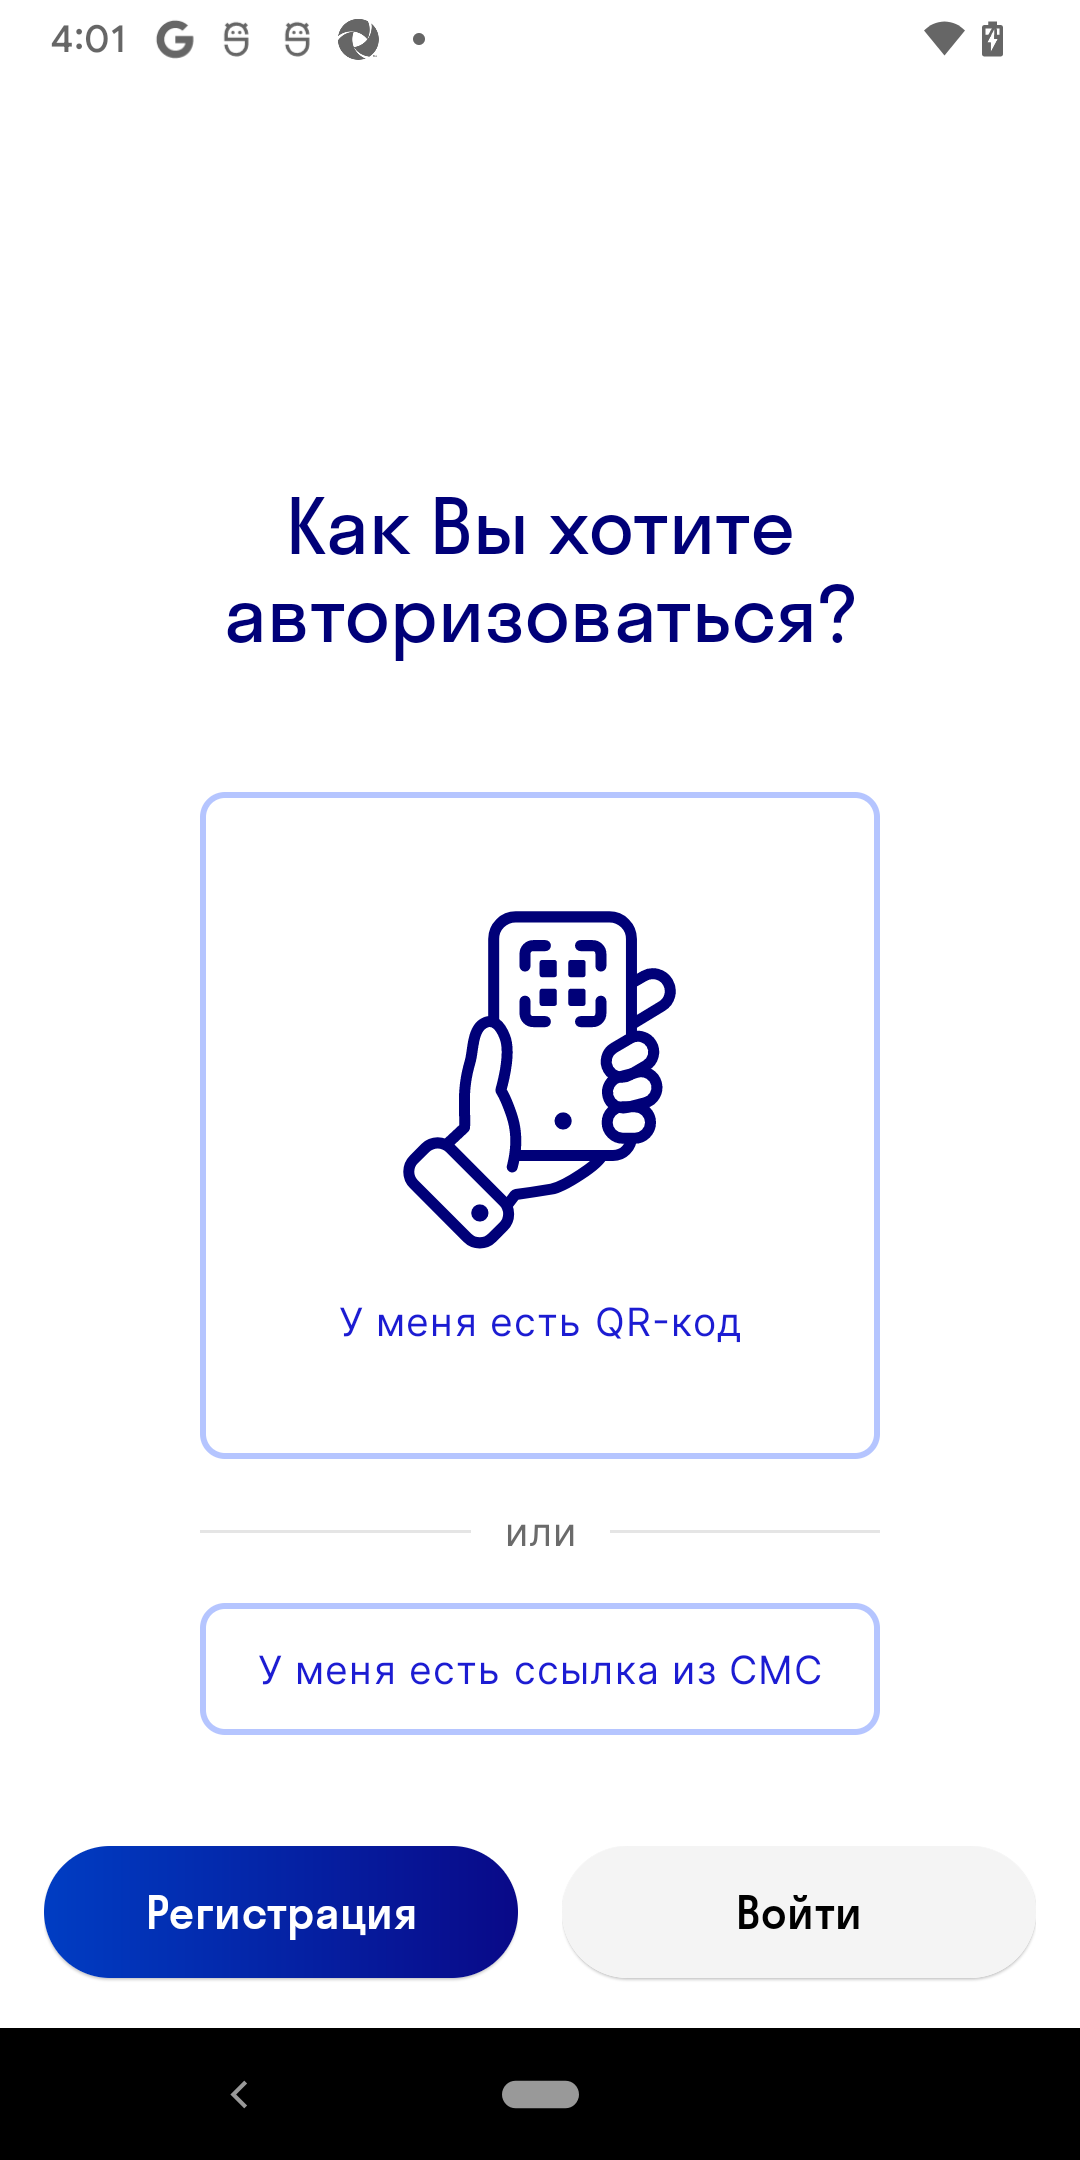 4:01
Как Вы хотите
авторизоваться?
У меня есть QR-код
или
У меня есть ссылка из СМС
Регистрация
Войти